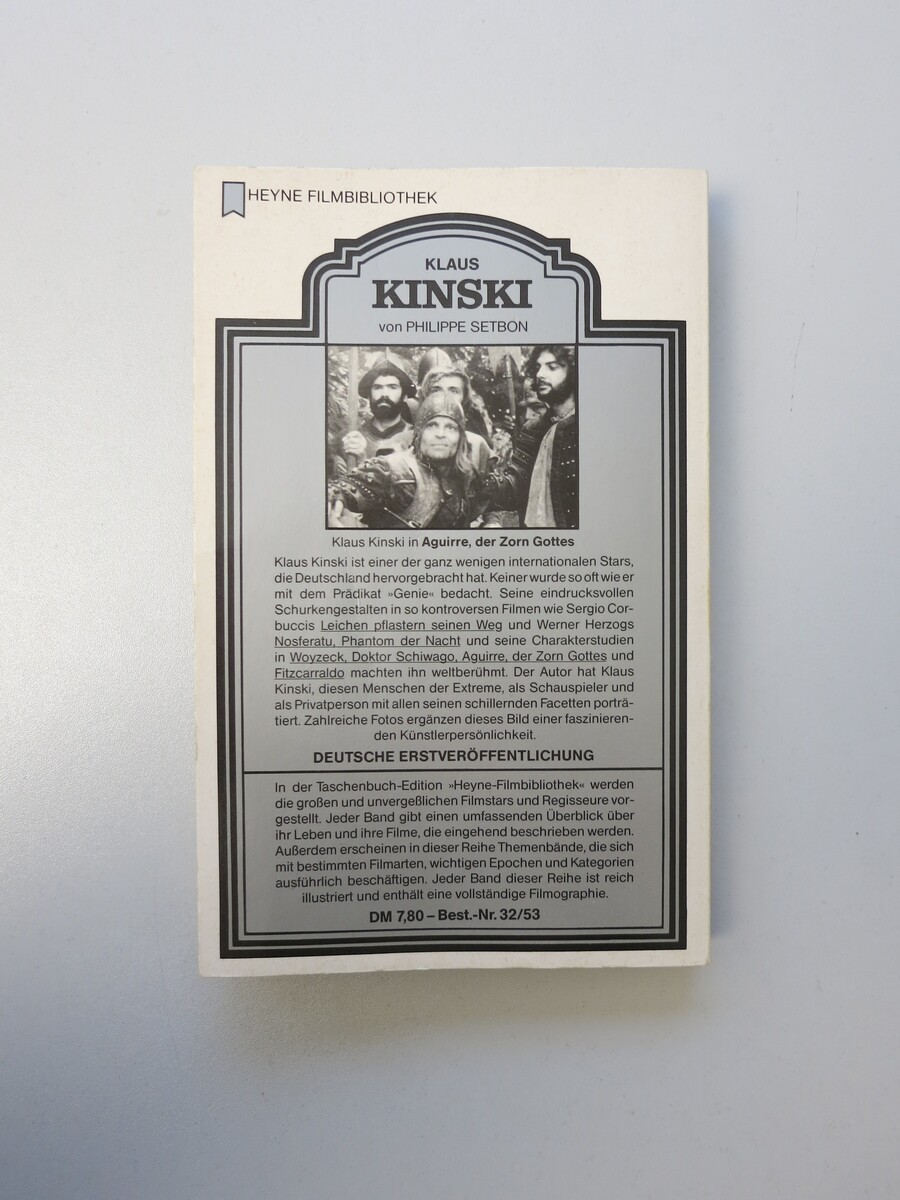 HEYNE FILMBIBLIOTHEK
KLAUS
KINSKI
von PHILIPPE SETBON
Klaus Kinski in Aguirre, der Zorn Gottes
Klaus Kinski ist einer der ganz wenigen internationalen Stars,
die Deutschland hervorgebracht hat. Keiner wurde so oft wie er
mit dem Prädikat »Genie« bedacht. Seine eindrucksvollen
Schurkengestalten in so kontroversen Filmen wie Sergio Cor-
buccis Leichen pflastern seinen Weg und Werner Herzogs
Nosferatu, Phantom der Nacht und seine Charakterstudien
in Woyzeck, Doktor Schiwago, Aguirre, der Zorn Gottes und
Fitzcarraldo machten ihn weltberühmt. Der Autor hat Klaus
Kinski, diesen Menschen der Extreme, als Schauspieler und
als Privatperson mit allen seinen schillernden Facetten porträ-
tiert. Zahlreiche Fotos ergänzen dieses Bild einer faszinieren-
den Künstlerpersönlichkeit.
DEUTSCHE ERSTVERÖFFENTLICHUNG
In der Taschenbuch-Edition »Heyne-Filmbibliothek« werden
die großen und unvergeßlichen Filmstars und Regisseure vor-
gestellt. Jeder Band gibt einen umfassenden Überblick über
ihr Leben und ihre Filme, die eingehend beschrieben werden.
Außerdem erscheinen in dieser Reihe Themenbände, die sich
mit bestimmten Filmarten, wichtigen Epochen und Kategorien
ausführlich beschäftigen. Jeder Band dieser Reihe ist reich
illustriert und enthält eine vollständige Filmographie.
DM 7,80 – Best.-Nr. 32/53